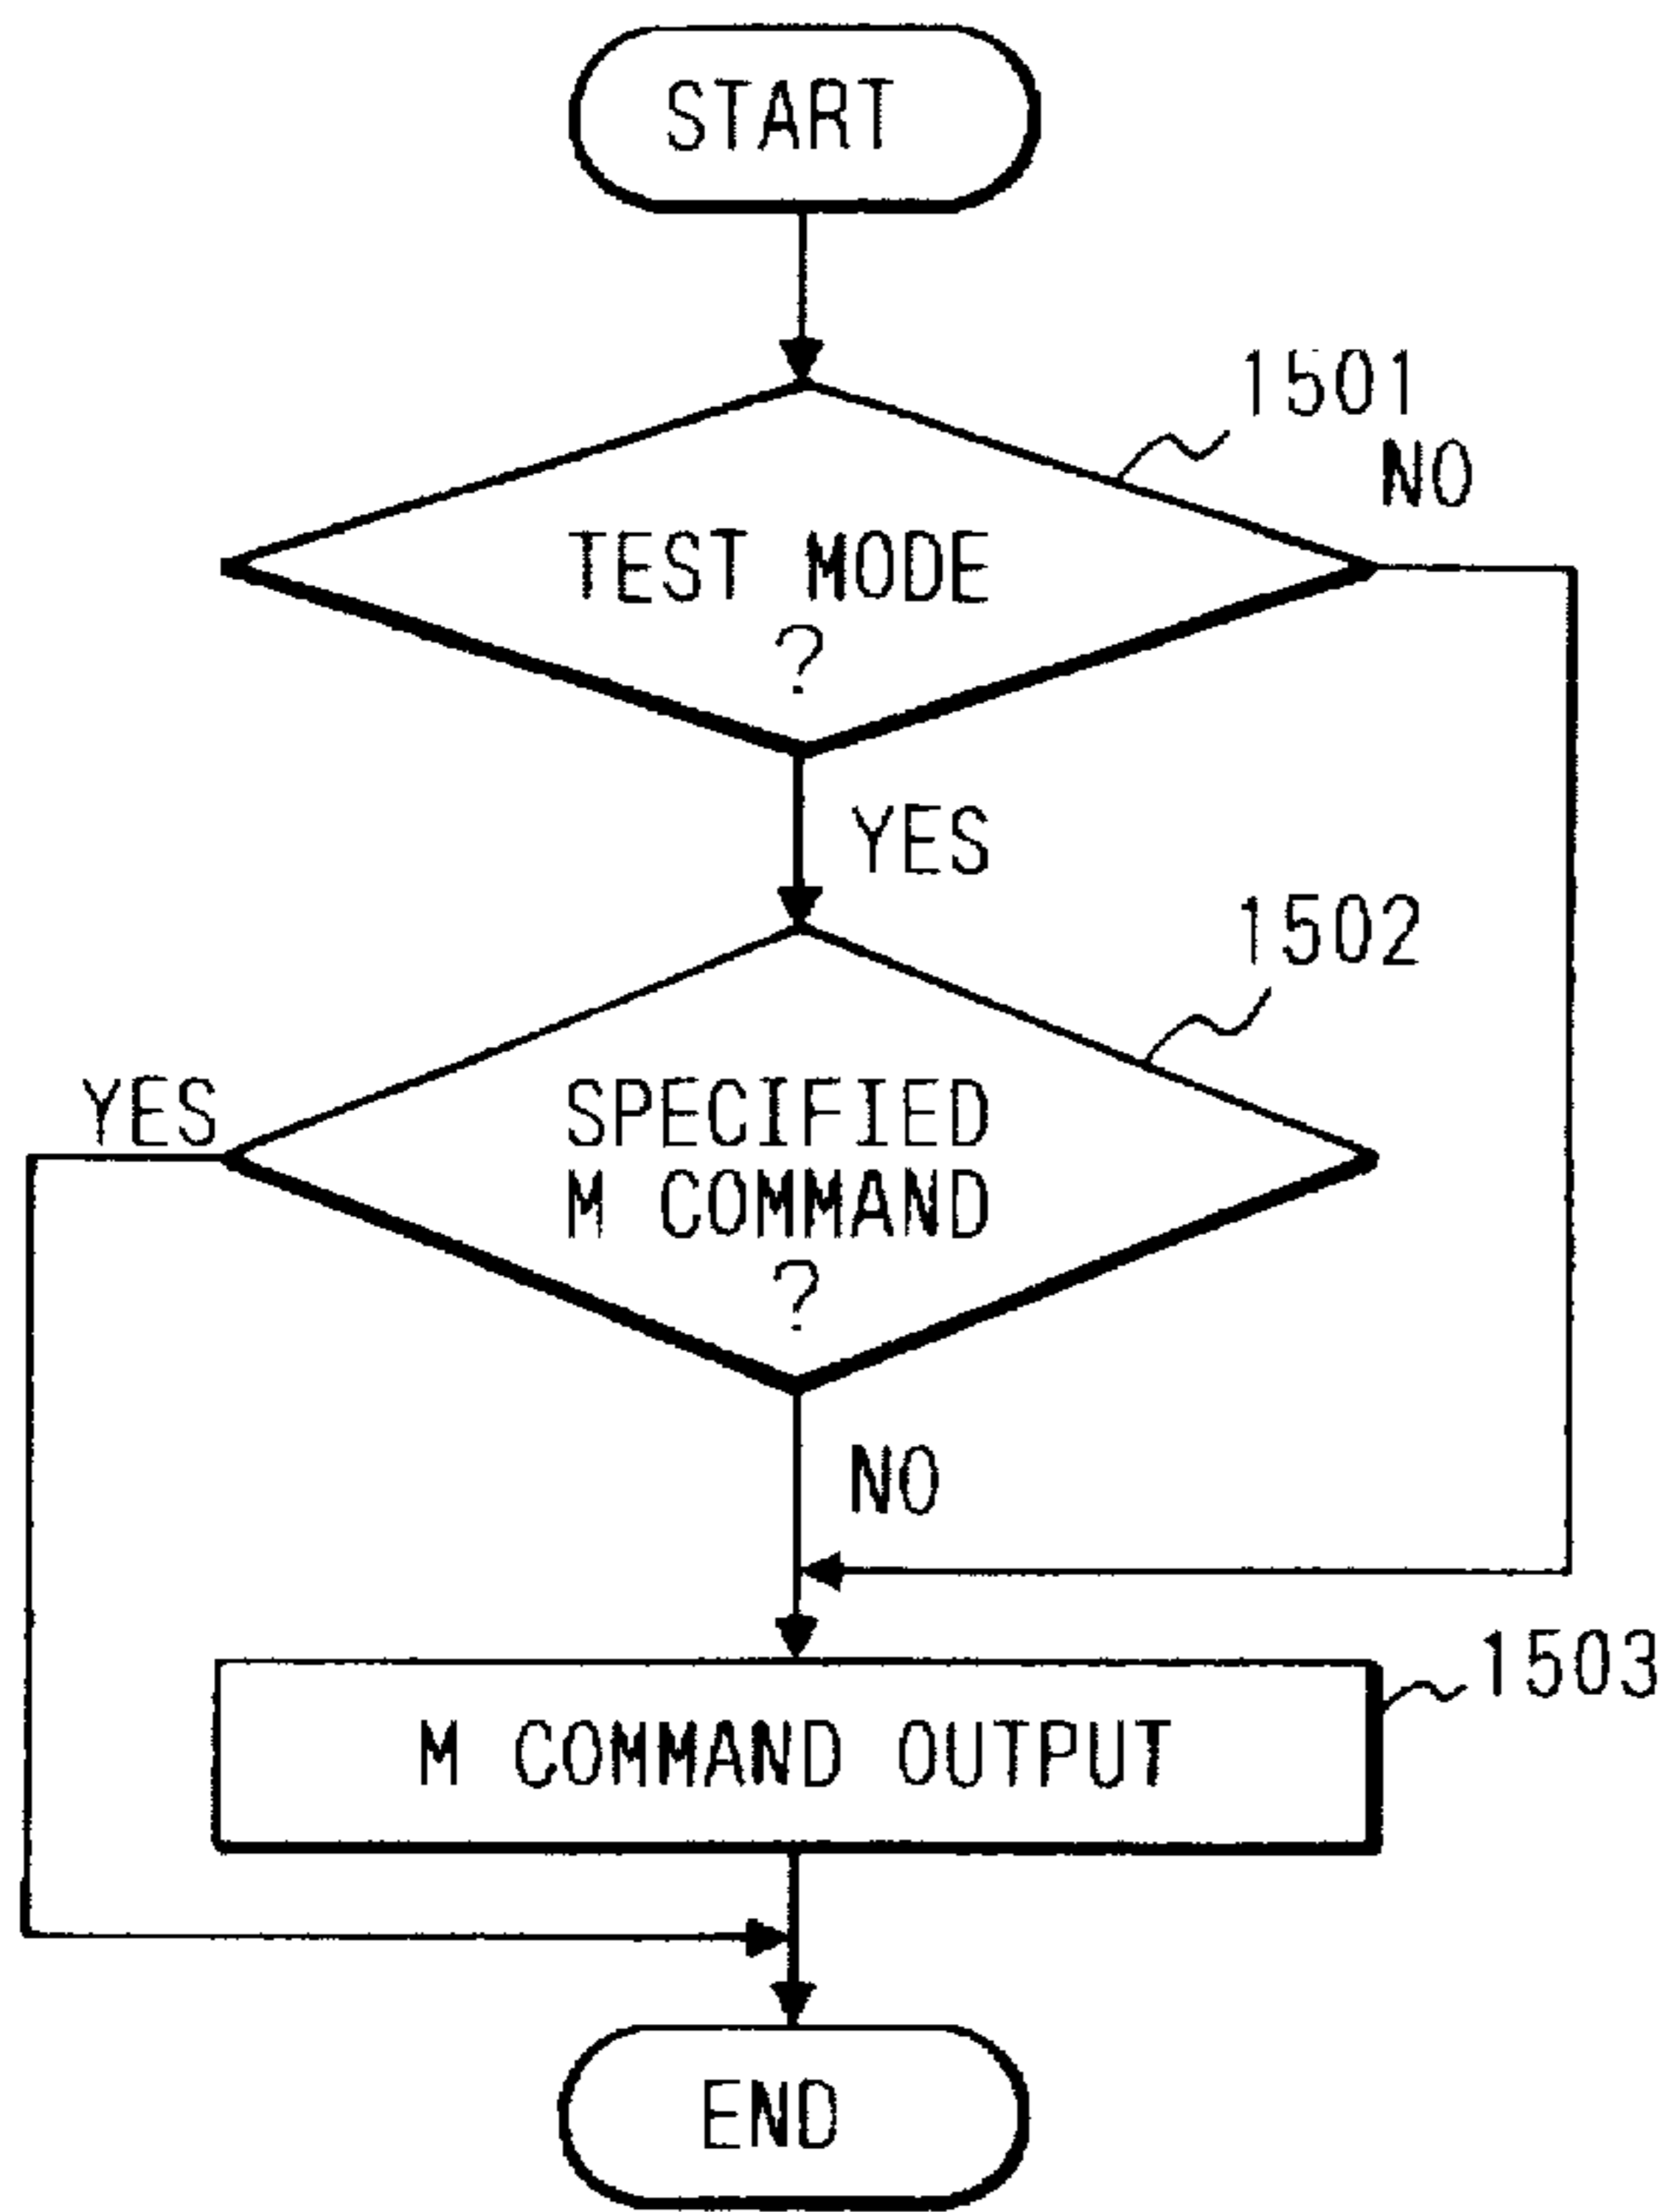 START
1501
NO
TEST MODE
?
YES
1502
YES
SPECIFIED
M COMMAND
?
NO
1503
M COMMAND OUTPUT
END